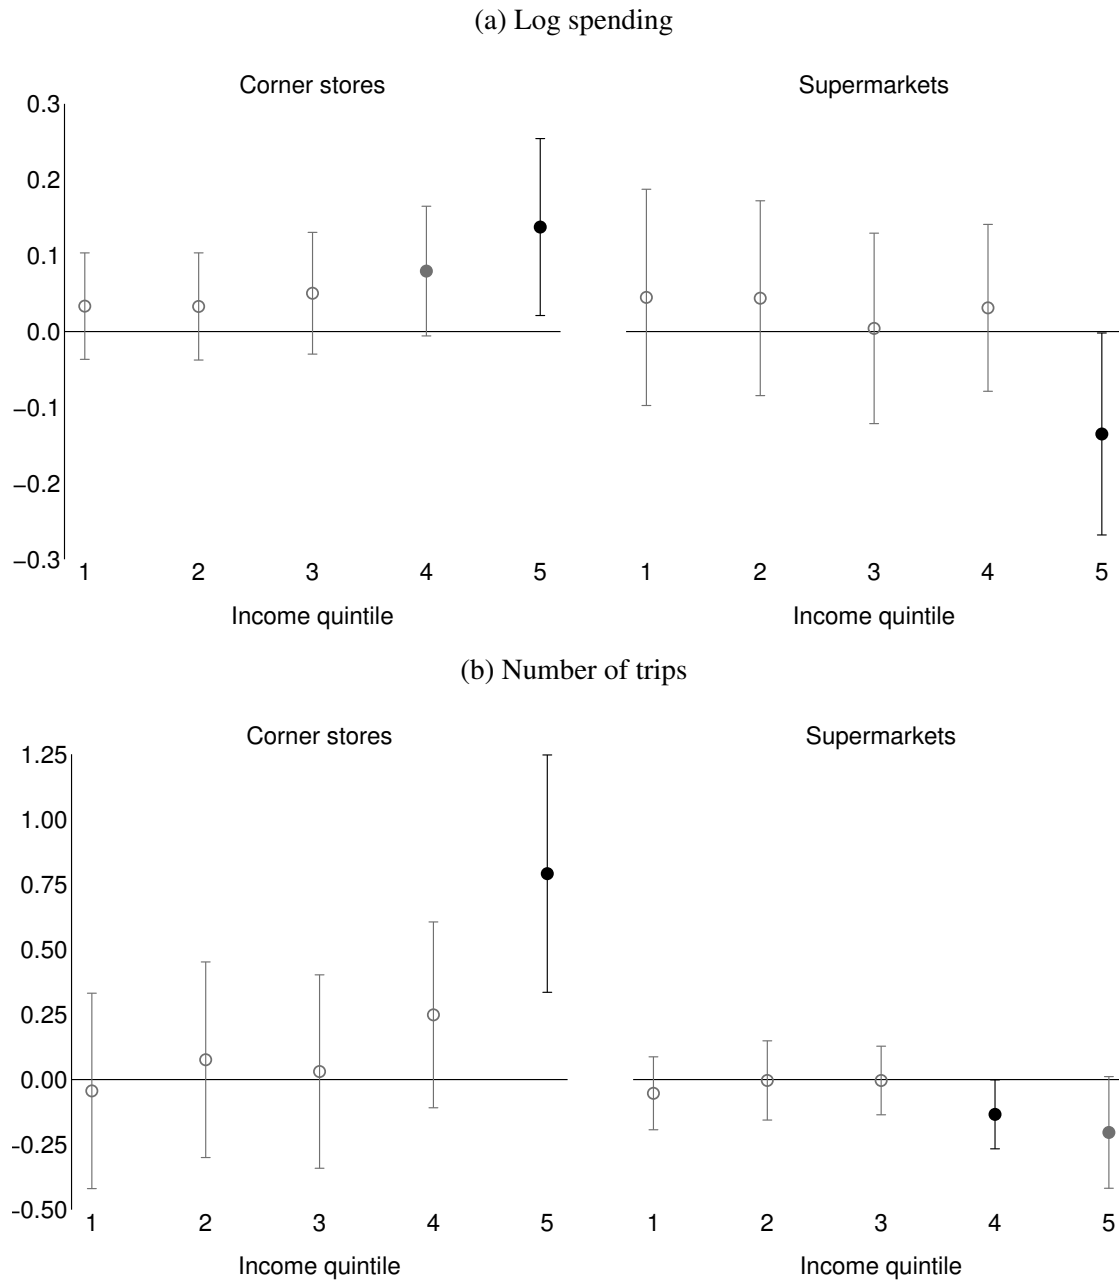 (a) Log spending
Corner stores
Supermarkets
0.3
0.2
0.1
0.0
−0.1
−0.2
−0.3
1 2 3 4 5
1 2 3 4 5
Income quintile
Income quintile
(b) Number of trips
Corner stores
Supermarkets
1.25
1.00
0.75
0.50
0.25
0.00
−0.25
−0.50
1 2 3 4 5
1 2 3 4 5
Income quintile
Income quintile